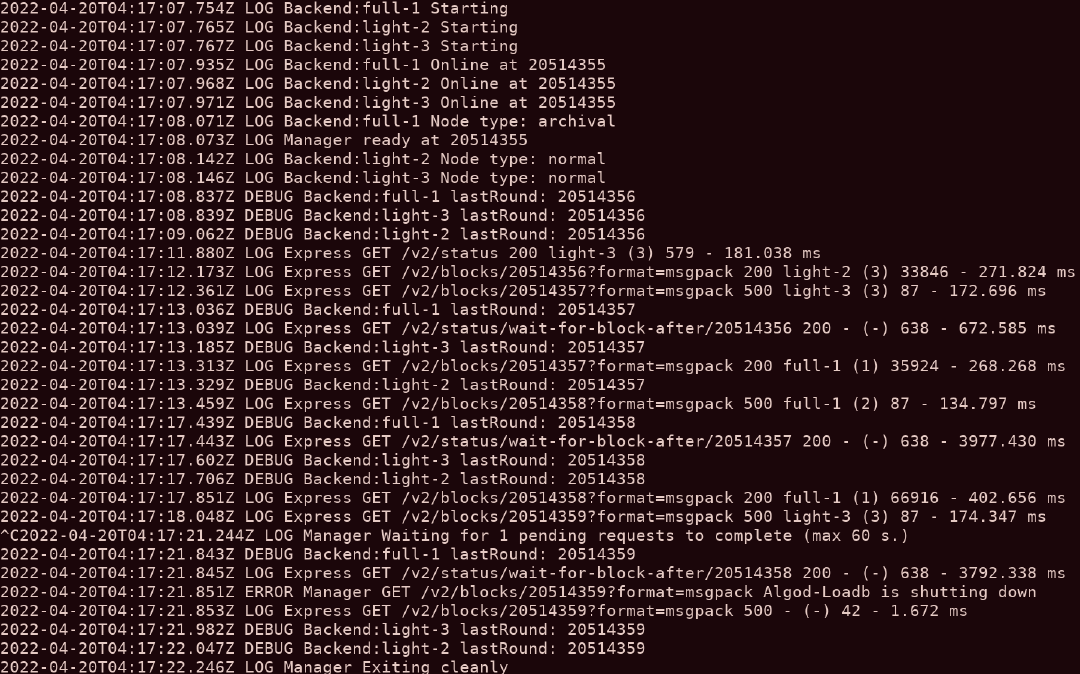 2022-04-20T04:17:07.754Z LOG Backend:full-1 Starting
2022-04-20T04:17:07.765Z LOG Backend:light-2 Starting
2022-04-20T04:17:07.767Z LOG Backend:light-3 Starting
2022-04-20T04:17:07.935Z LOG Backend:full-1 Online at 20514355
2022-04-20T04:17:07.968Z LOG Backend:light-2 Online at 20514355
2022-04-20T04:17:07.971Z LOG Backend:light-3 Online at 20514355
2022-04-20T04:17:08.071Z LOG Backend:full-1 Node type: archival
2022-04-20T04:17:08.073Z LOG Manager ready at 20514355
2022-04-20T04:17:08.142Z LOG Backend:light-2 Node type: normal
2022-04-20T04:17:08.146Z LOG Backend:light-3 Node type: normal
2022-04-20T04:17:08.837Z DEBUG Backend:full-1 lastRound: 20514356
2022-04-20T04:17:08.839Z DEBUG Backend:light-3 lastRound: 20514356
2022-04-20T04:17:09.062Z DEBUG Backend:light-2 lastRound: 20514356
2022-04-20T04:17:11.880Z LOG Express GET /v2/status 200 light-3 (3) 579 - 181.038 ms
2022-04-20T04:17:12.173Z LOG Express GET /v2/blocks/20514356?format=msgpack 200 light-2 (3) 33846 - 271.824 ms
2022-04-20T04:17:12.361Z LOG Express GET /v2/blocks/20514357?format=msgpack 500 light-3 (3) 87 - 172.696 ms
2022-04-20T04:17:13.036Z DEBUG Backend:full-1 lastRound: 20514357
2022-04-20T04:17:13.039Z LOG Express GET /v2/status/wait-for-block-after/20514356 200 - (-) 638 - 672.585 ms
2022-04-20T04:17:13.185Z DEBUG Backend:light-3 lastRound: 20514357
2022-04-20T04:17:13.313Z LOG Express GET /v2/blocks/20514357?format=msgpack 200 full-1 (1) 35924 - 268.268 ms
2022-04-20T04:17:13.329Z DEBUG Backend:light-2 lastRound: 20514357
2022-04-20T04:17:13.459Z LOG Express GET /v2/blocks/20514358?format=msgpack 500 full-1 (2) 87 - 134.797 ms
2022-04-20T04:17:17.439Z DEBUG Backend:full-1 lastRound: 20514358
2022-04-20T04:17:17.443Z LOG Express GET /v2/status/wait-for-block-after/20514357 200 - (-) 638 - 3977.430 ms
2022-04-20T04:17:17.602Z DEBUG Backend:light-3 lastRound: 20514358
2022-04-20T04:17:17.706Z DEBUG Backend:light-2 lastRound: 20514358
2022-04-20T04:17:17.851Z LOG Express GET /v2/blocks/20514358?format=msgpack 200 full-1 (1) 66916 - 402.656 ms
2022-04-20T04:17:18.048Z LOG Express GET /v2/blocks/20514359?format=msgpack 500 light-3 (3) 87 - 174.347 ms
^C2022-04-20T04:17:21.244Z LOG Manager Waiting for 1 pending requests to complete (max 60 s.)
2022-04-20T04:17:21.843Z DEBUG Backend:full-1 lastRound: 20514359
2022-04-20T04:17:21.845Z LOG Express GET /v2/status/wait-for-block-after/20514358 200 - (-) 638 - 3792.338 ms
2022-04-20T04:17:21.851Z ERROR Manager GET /v2/blocks/20514359?format=msgpack Algod-Loadb is shutting down
2022-04-20T04:17:21.853Z LOG Express GET /v2/blocks/20514359?format=msgpack 500 - (-) 42 - 1.672 ms
2022-04-20T04:17:21.982Z DEBUG Backend:light-3 lastRound: 20514359
2022-04-20T04:17:22.047Z DEBUG Backend:light-2 lastRound: 20514359
2022-04-20T04:17:22.246Z LOG Manager Exiting cleanly